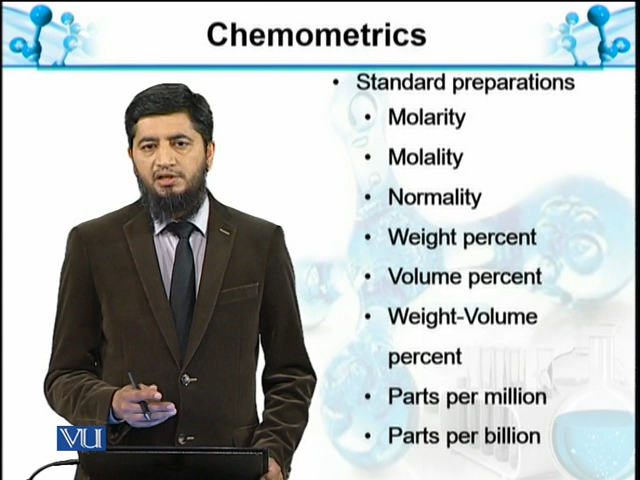 Chemometrics
• Standard preparations
• Molarity
• Molality
• Normality
• Weight percent
• Volume percent
• Weight-Volume
percent
• Parts per million
• Parts per billion
VU